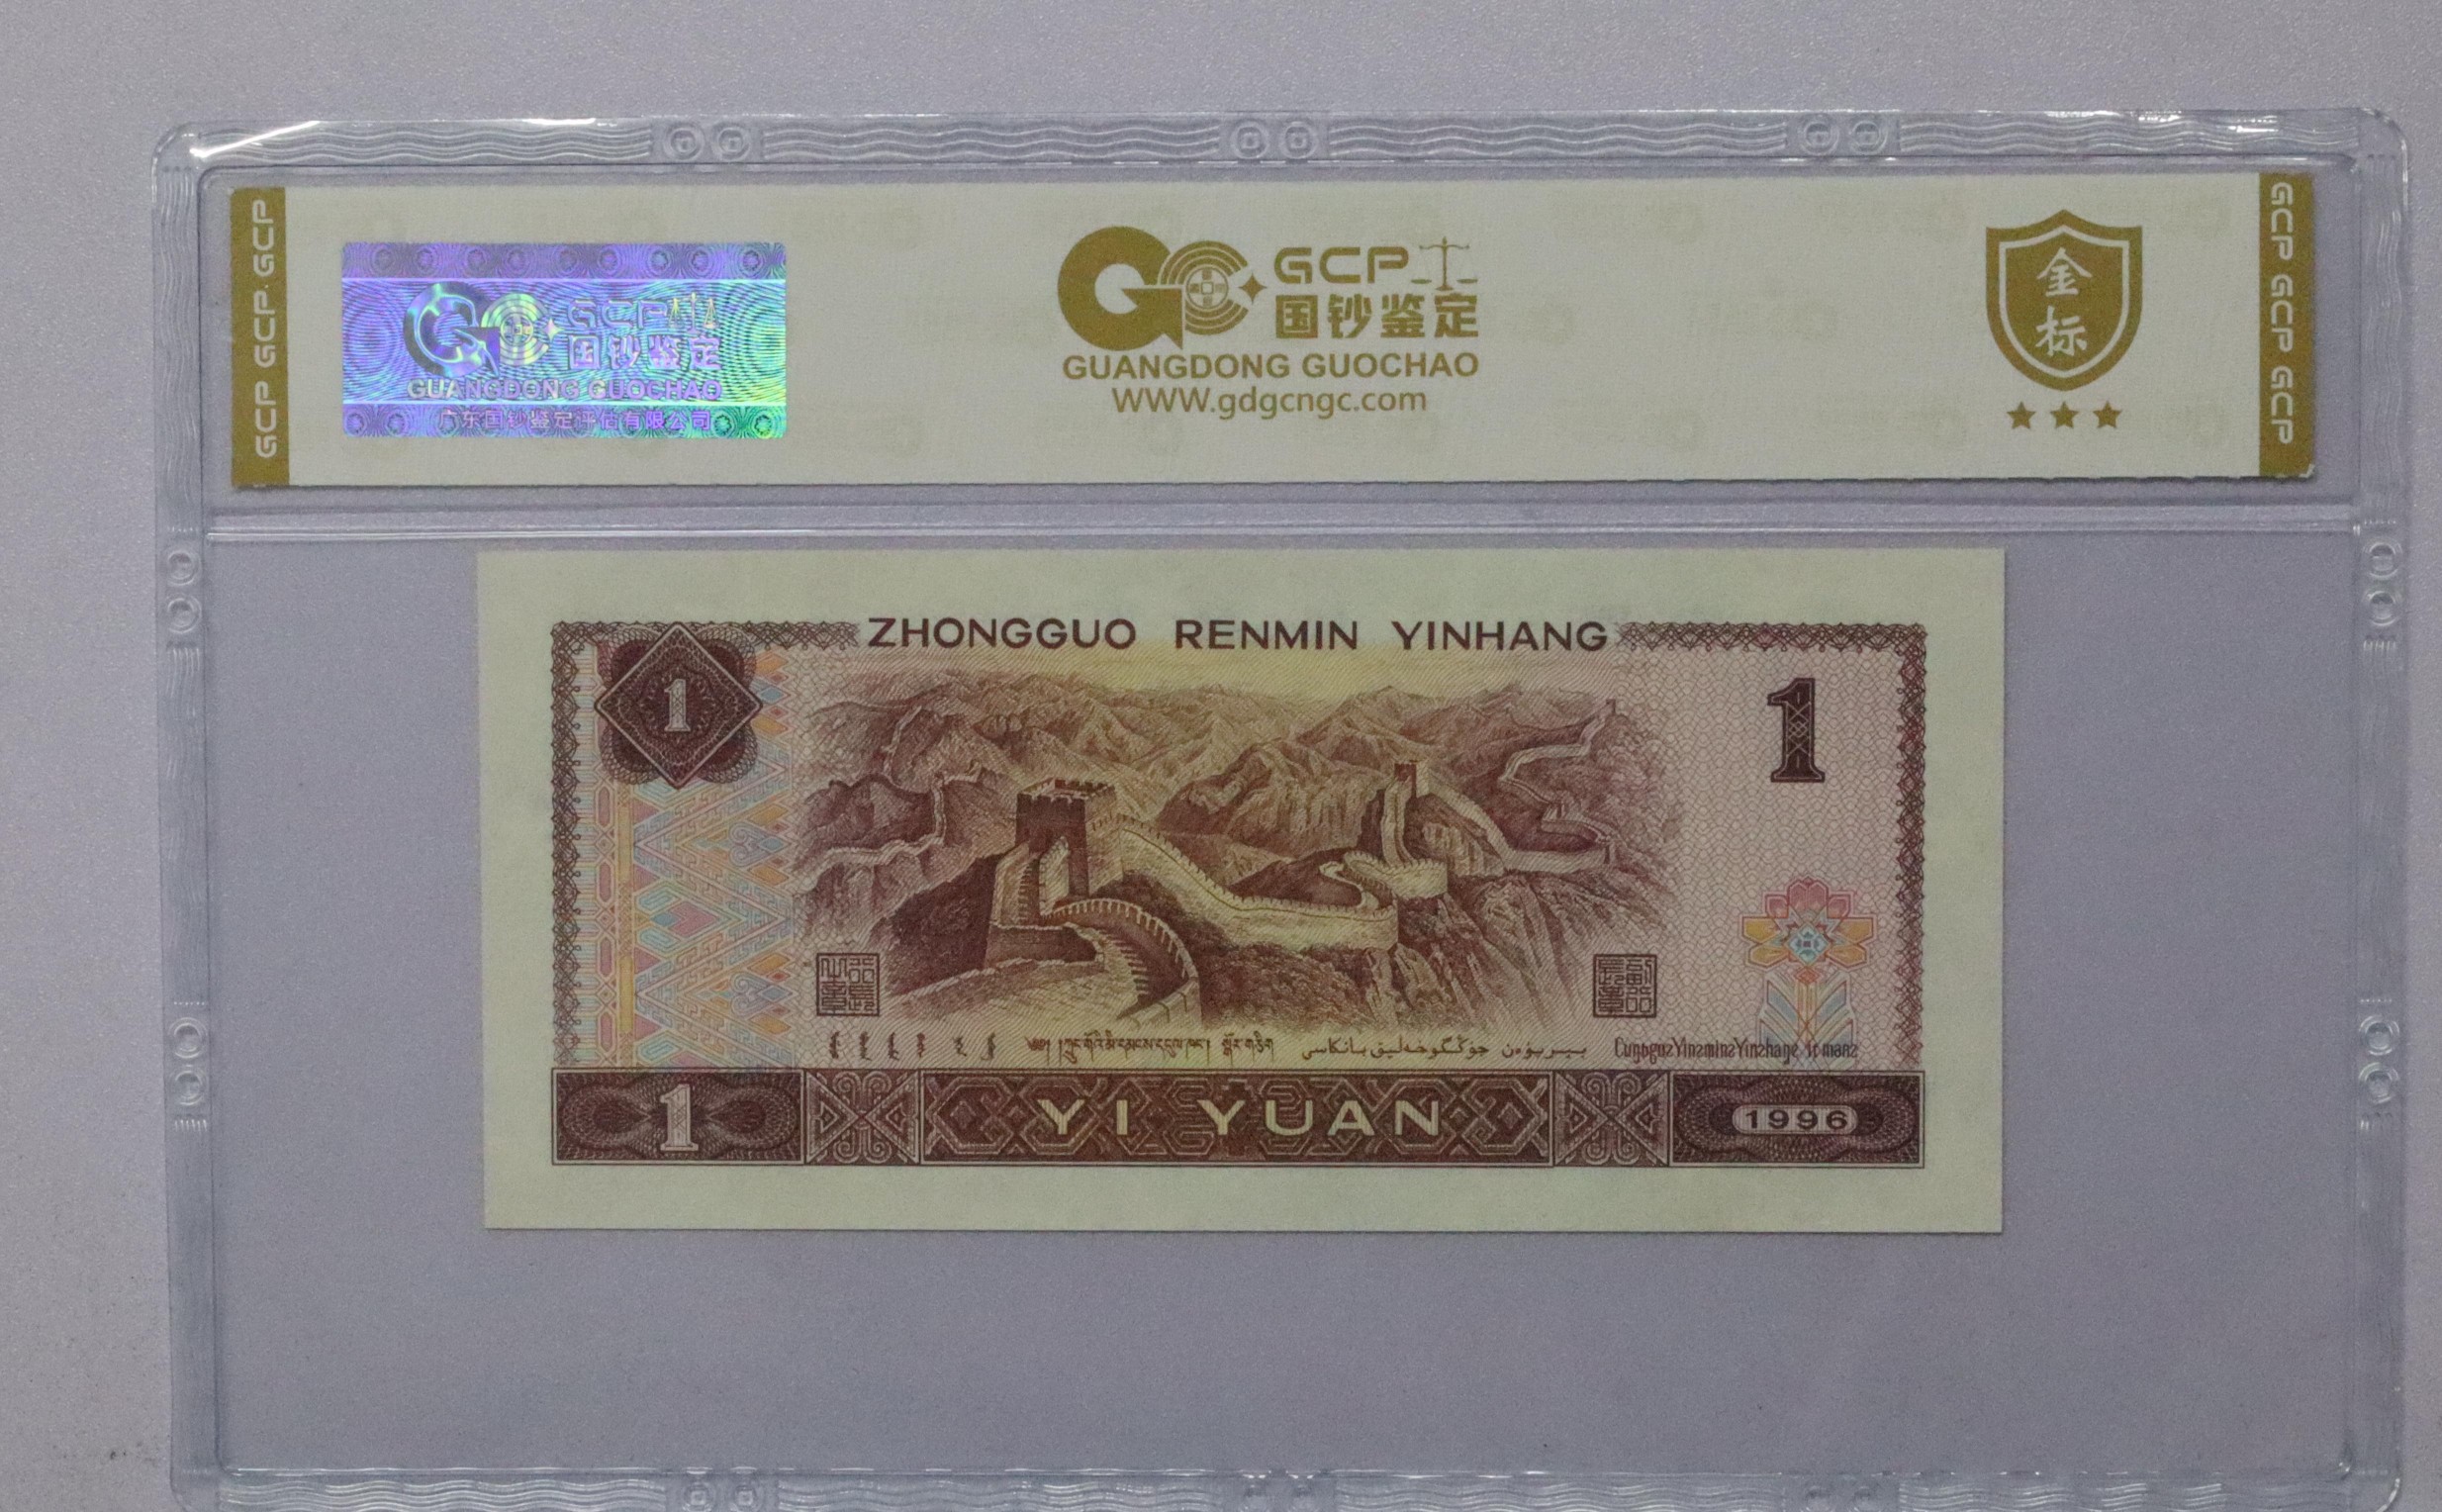 GCP GCP. GCP
GCP
国钞鉴定
GUANGDONG GUOCHAO
广东国钞鉴定评估有限公司
GCP
国钞鉴定
GUANGDONG GUOCHAO
WWW.gdgcngc.com
金
标
GCP GCP GCP GCP
ZHONGGUO RENMIN YINHANG
1
1
1
YI YUAN
1996